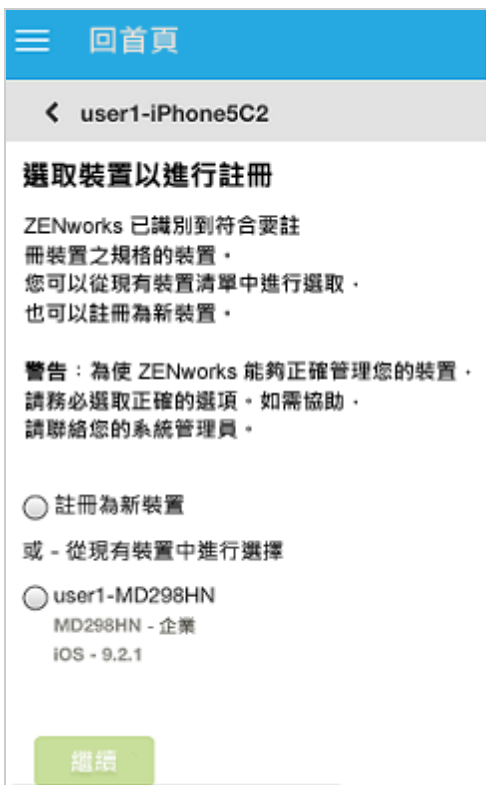 回首頁
user1-iPhone5C2
選取裝置以進行註冊
ZENworks 已識別到符合要註
冊裝置之規格的裝置。
您可以從現有裝置清單中進行選取，
也可以註冊為新裝置。
警告：為使 ZENworks 能夠正確管理您的裝置，
請務必選取正確的選項。如需協助，
請聯絡您的系統管理員。
註冊為新裝置
或 - 從現有裝置中進行選擇
user1-MD298HN
MD298HN - 企業
iOS - 9.2.1
繼續